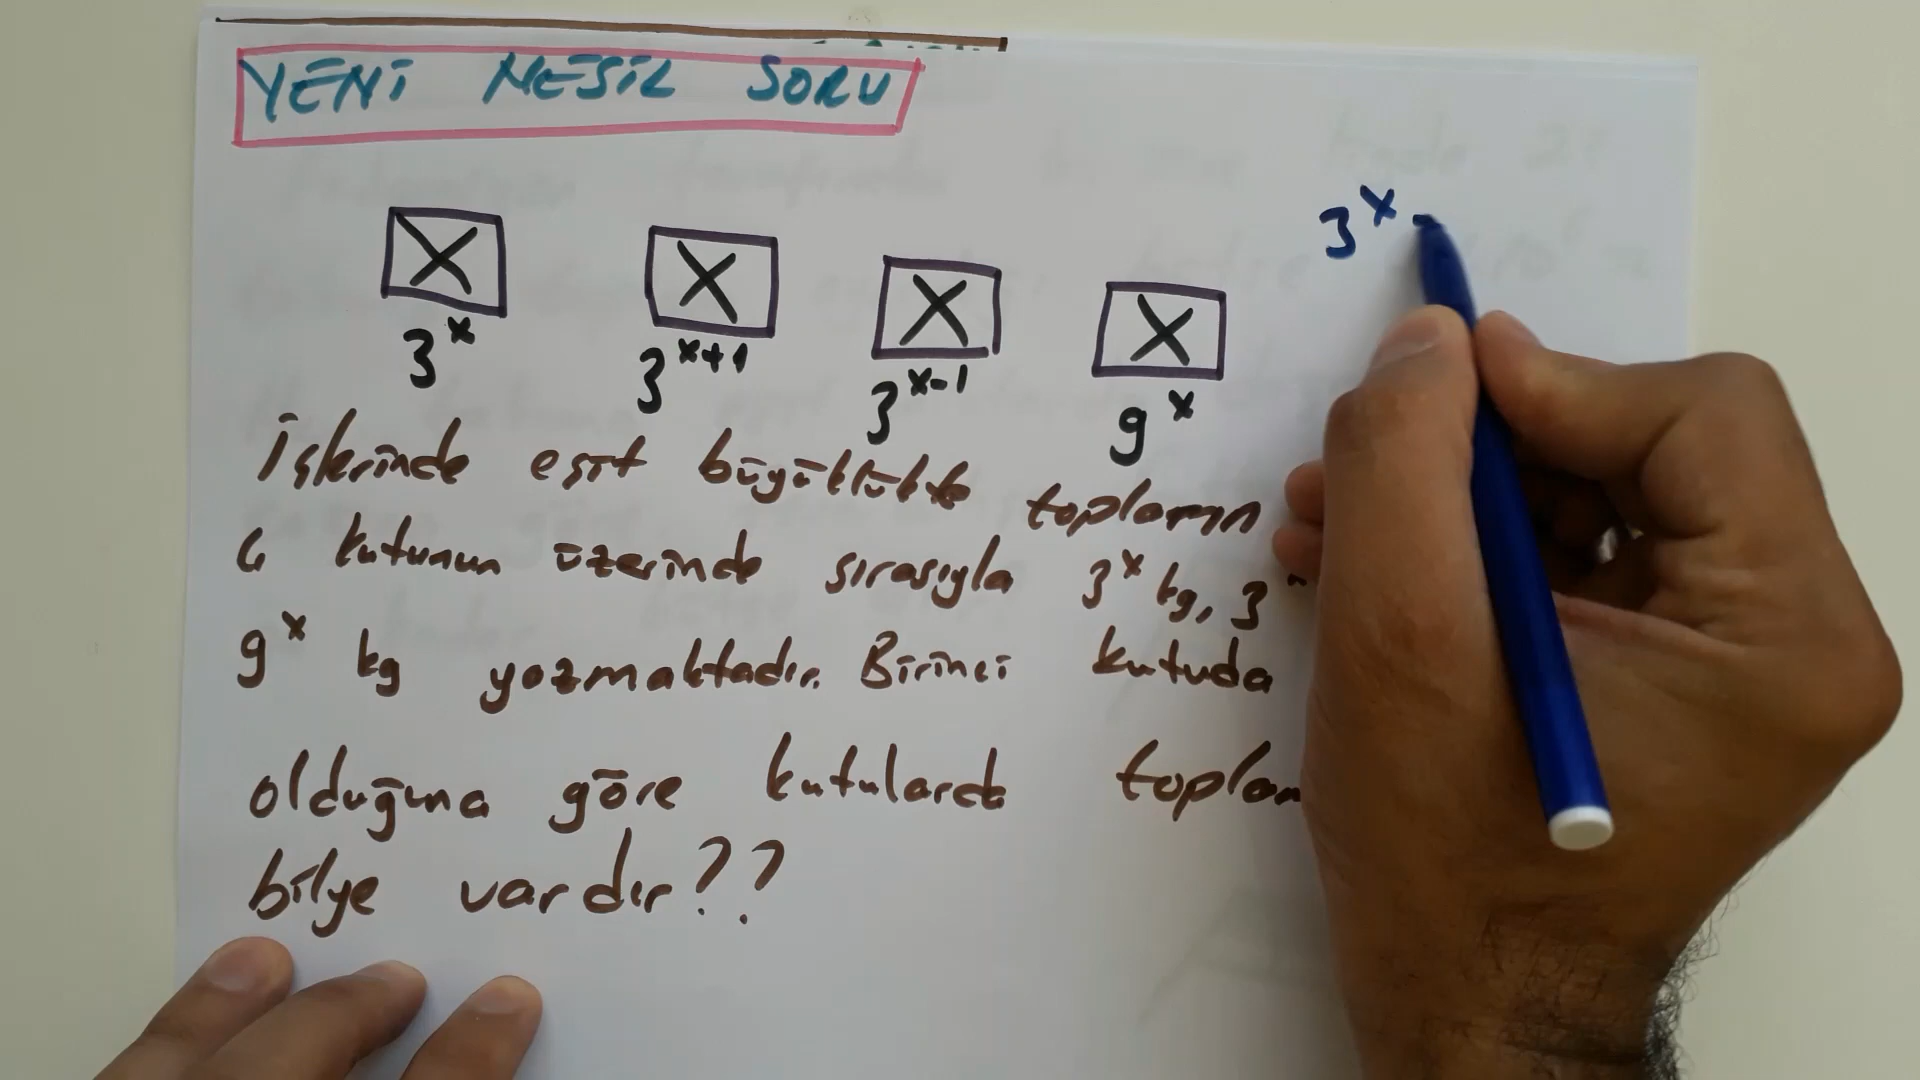 YENİ NESİL SORU
3^x
3^x 3^(x+1) 3^(x-1) 9^x
İçlerinde eşit büyüklükte toplamın
4 kutunun üzerinde sırasıyla 3^x kg, 3
9^x kg yazmaktadır. Birinci kutuda
olduğuna göre kutularda toplam
bilye vardır??